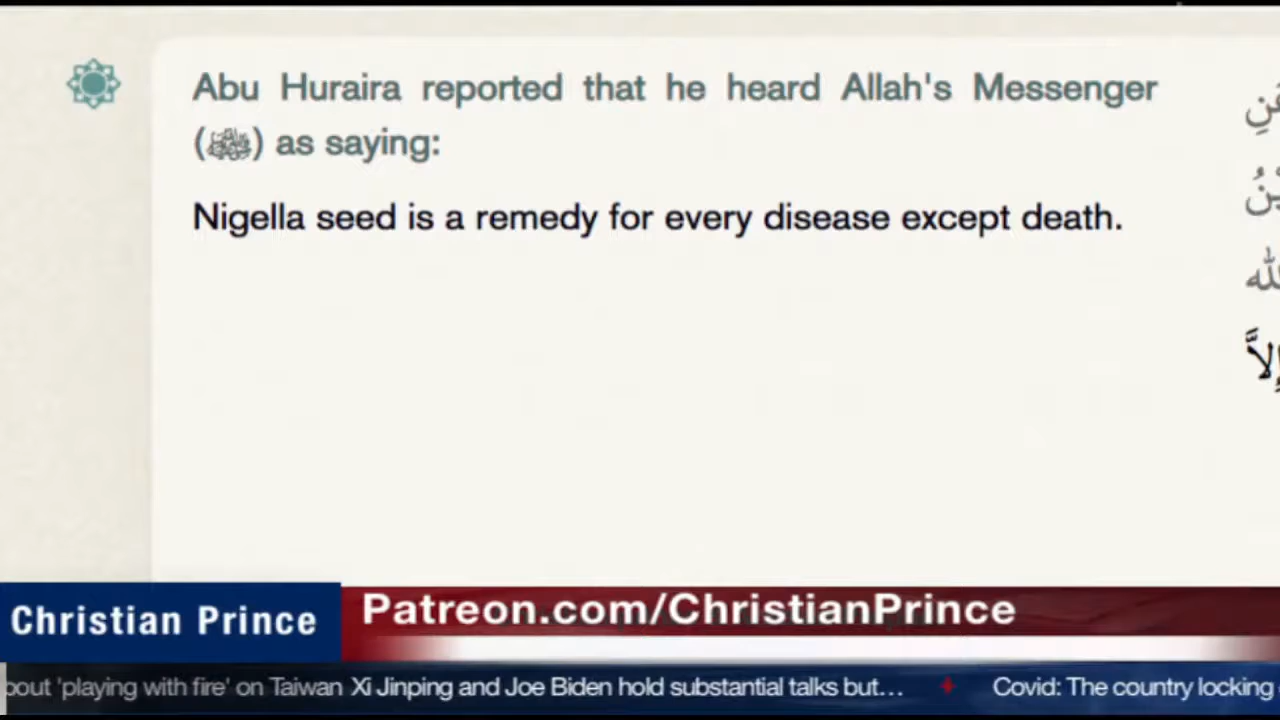 Abu Huraira reported that he heard Allah's Messenger
(ﷺ) as saying:
Nigella seed is a remedy for every disease except death.
الله
إلاَّ
Christian Prince
Patreon.com/ChristianPrince
'playing with fire' on Taiwan Xi Jinping and Joe Biden hold substantial talks but... Covid: The country locking